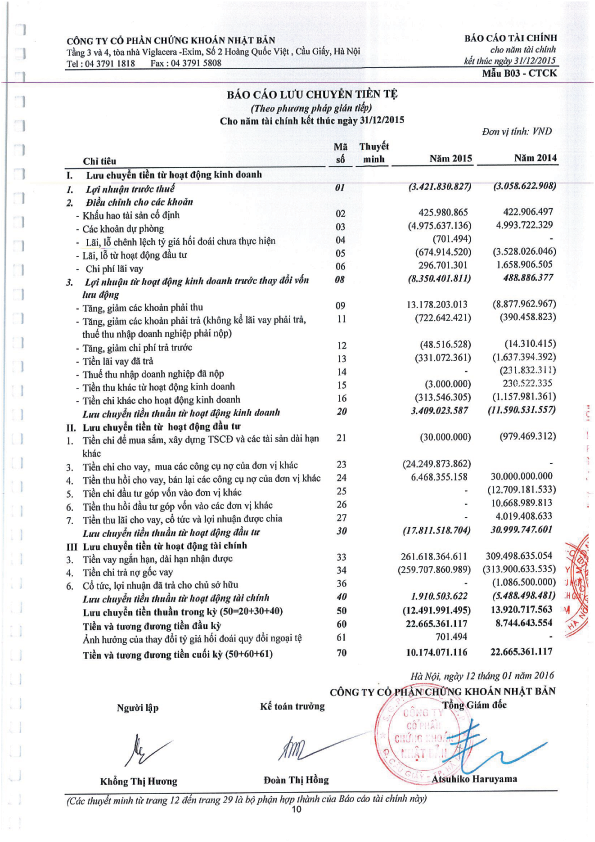 CÔNG TY CỔ PHẦN CHỨNG KHOÁN NHẬT BẢN
Tầng 3 và 4, tòa nhà Viglacera -Exim, Số 2 Hoàng Quốc Việt , Cầu Giấy, Hà Nội
Tel : 04 3791 1818 Fax : 04 3791 5808
BÁO CÁO TÀI CHÍNH
cho năm tài chính
kết thúc ngày 31/12/2015
Mẫu B03 - CTCK
BÁO CÁO LƯU CHUYỂN TIỀN TỆ
(Theo phương pháp gián tiếp)
Cho năm tài chính kết thúc ngày 31/12/2015
Đơn vị tính: VND
Chỉ tiêu Mã số Thuyết minh Năm 2015 Năm 2014
I. Lưu chuyển tiền từ hoạt động kinh doanh
1. Lợi nhuận trước thuế 01 (3.421.830.827) (3.058.622.908)
2. Điều chỉnh cho các khoản
- Khấu hao tài sản cố định 02 425.980.865 422.906.497
- Các khoản dự phòng 03 (4.975.637.136) 4.993.722.329
- Lãi, lỗ chênh lệch tỷ giá hối đoái chưa thực hiện 04 (701.494) -
- Lãi, lỗ từ hoạt động đầu tư 05 (674.914.520) (3.528.026.046)
- Chi phí lãi vay 06 296.701.301 1.658.906.505
3. Lợi nhuận từ hoạt động kinh doanh trước thay đổi vốn 08 (8.350.401.811) 488.886.377
lưu động
- Tăng, giảm các khoản phải thu 09 13.178.203.013 (8.877.962.967)
- Tăng, giảm các khoản phải trả (không kể lãi vay phải trả, 11 (722.642.421) (390.458.823)
thuế thu nhập doanh nghiệp phải nộp)
- Tăng, giảm chi phí trả trước 12 (48.516.528) (14.310.415)
- Tiền lãi vay đã trả 13 (331.072.361) (1.637.394.392)
- Thuế thu nhập doanh nghiệp đã nộp 14 - (231.832.311)
- Tiền thu khác từ hoạt động kinh doanh 15 (3.000.000) 230.522.335
- Tiền chi khác cho hoạt động kinh doanh 16 (313.546.305) (1.157.981.361)
Lưu chuyển tiền thuần từ hoạt động kinh doanh 20 3.409.023.587 (11.590.531.557)
II. Lưu chuyển tiền từ hoạt động đầu tư
1. Tiền chi để mua sắm, xây dựng TSCĐ và các tài sản dài hạn 21 (30.000.000) (979.469.312)
khác
3. Tiền chi cho vay, mua các công cụ nợ của đơn vị khác 23 (24.249.873.862) -
4. Tiền thu hồi cho vay, bán lại các công cụ nợ của đơn vị khác 24 6.468.355.158 30.000.000.000
5. Tiền chi đầu tư góp vốn vào đơn vị khác 25 - (12.709.181.533)
6. Tiền thu hồi đầu tư góp vốn vào các đơn vị khác 26 - 10.668.989.813
7. Tiền thu lãi cho vay, cổ tức và lợi nhuận được chia 27 - 4.019.408.633
Lưu chuyển tiền thuần từ hoạt động đầu tư 30 (17.811.518.704) 30.999.747.601
III Lưu chuyển tiền từ hoạt động tài chính
3. Tiền vay ngắn hạn, dài hạn nhận được 33 261.618.364.611 309.498.635.054
4. Tiền chi trả nợ gốc vay 34 (259.707.860.989) (313.900.633.535)
6. Cổ tức, lợi nhuận đã trả cho chủ sở hữu 36 - (1.086.500.000)
Lưu chuyển tiền thuần từ hoạt động tài chính 40 1.910.503.622 (5.488.498.481)
Lưu chuyển tiền thuần trong kỳ (50=20+30+40) 50 (12.491.991.495) 13.920.717.563
Tiền và tương đương tiền đầu kỳ 60 22.665.361.117 8.744.643.554
Ảnh hưởng của thay đổi tỷ giá hối đoái quy đổi ngoại tệ 61 701.494 -
Tiền và tương đương tiền cuối kỳ (50+60+61) 70 10.174.071.116 22.665.361.117
Hà Nội, ngày 12 tháng 01 năm 2016
CÔNG TY CỔ PHẦN CHỨNG KHOÁN NHẬT BẢN
Người lập Kế toán trưởng Tổng Giám đốc
CÔNG TY
CỔ PHẦN
CHỨNG KHOÁN
NHẬT BẢN
Khổng Thị Hương Đoàn Thị Hồng Atsuhiko Haruyama
(Các thuyết minh từ trang 12 đến trang 29 là bộ phận hợp thành của Báo cáo tài chính này)
10